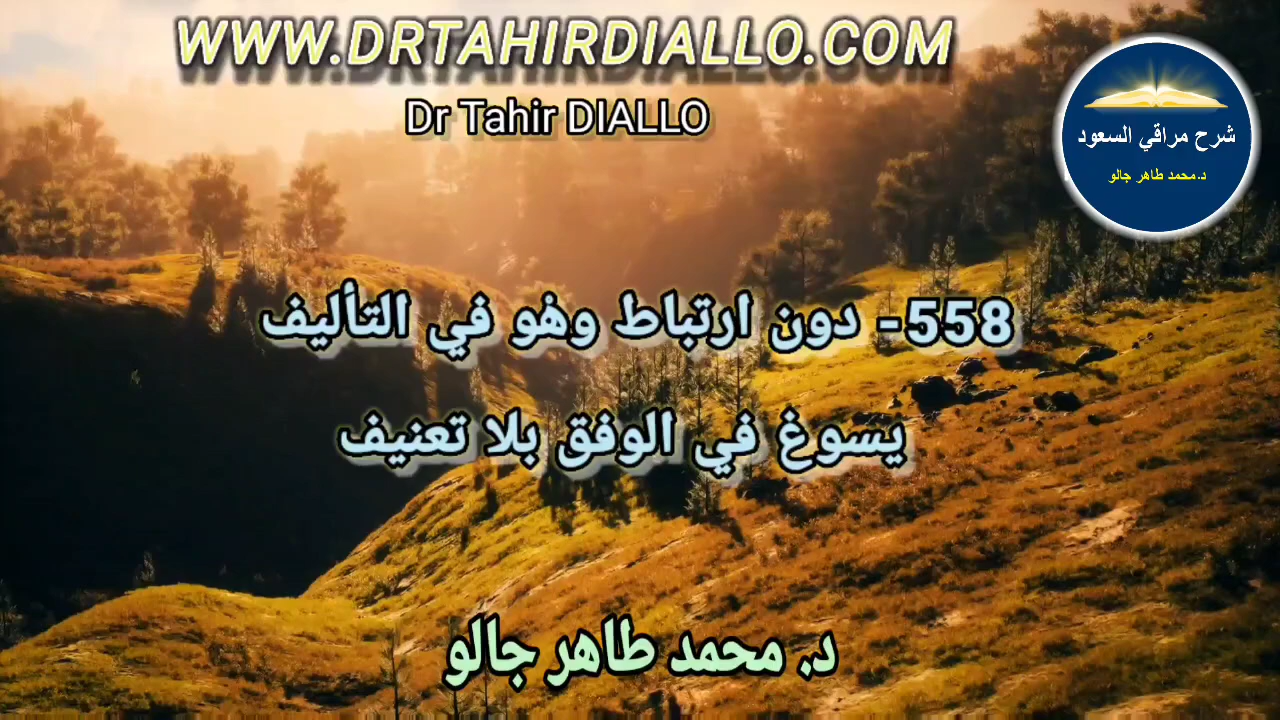 WWW.DRTAHIRDIALLO.COM
Dr Tahir DIALLO
شرح مراقي السعود
د.محمد طاهر جالو
558- دون ارتباط وهو في التأليف
يسوغ في الوفق بلا تعنيف
د. محمد طاهر جالو